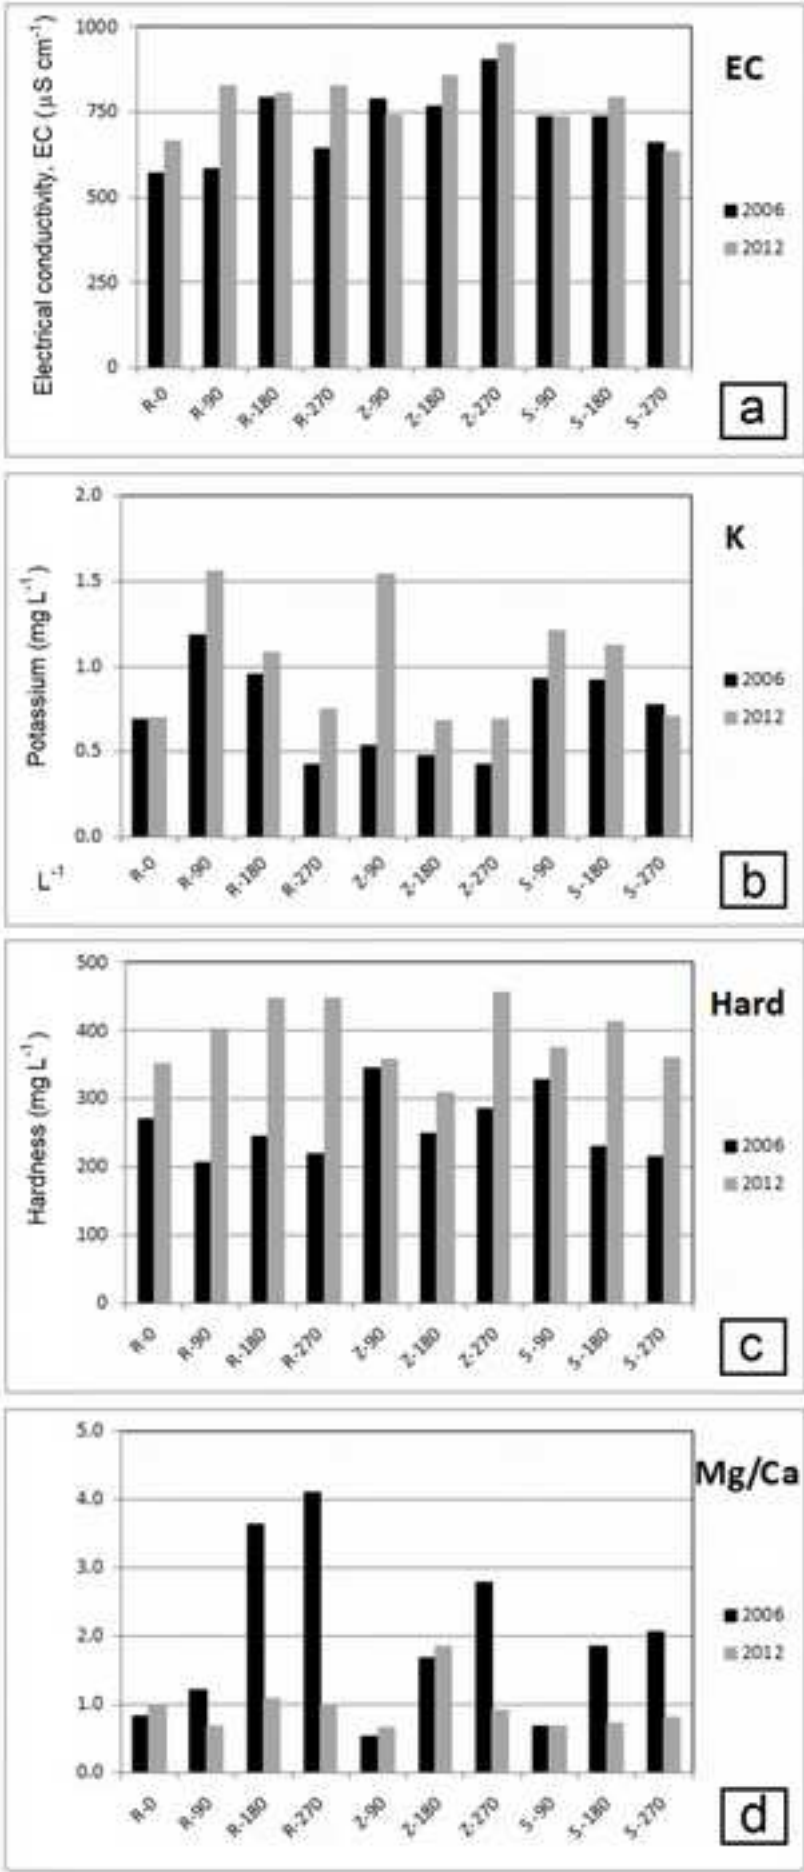 EC
Electrical conductivity, EC (μS cm⁻¹)
1000
750
500
250
0
R-0 R-90 R-180 R-270 Z-90 Z-180 Z-270 S-90 S-180 S-270
2006
2012
a
K
Potassium (mg L⁻¹)
2.0
1.5
1.0
0.5
0.0
R-0 R-90 R-180 R-270 Z-90 Z-180 Z-270 S-90 S-180 S-270
2006
2012
L⁻¹
b
Hard
Hardness (mg L⁻¹)
500
400
300
200
100
0
R-0 R-90 R-180 R-270 Z-90 Z-180 Z-270 S-90 S-180 S-270
2006
2012
c
Mg/Ca
5.0
4.0
3.0
2.0
1.0
0.0
R-0 R-90 R-180 R-270 Z-90 Z-180 Z-270 S-90 S-180 S-270
2006
2012
d